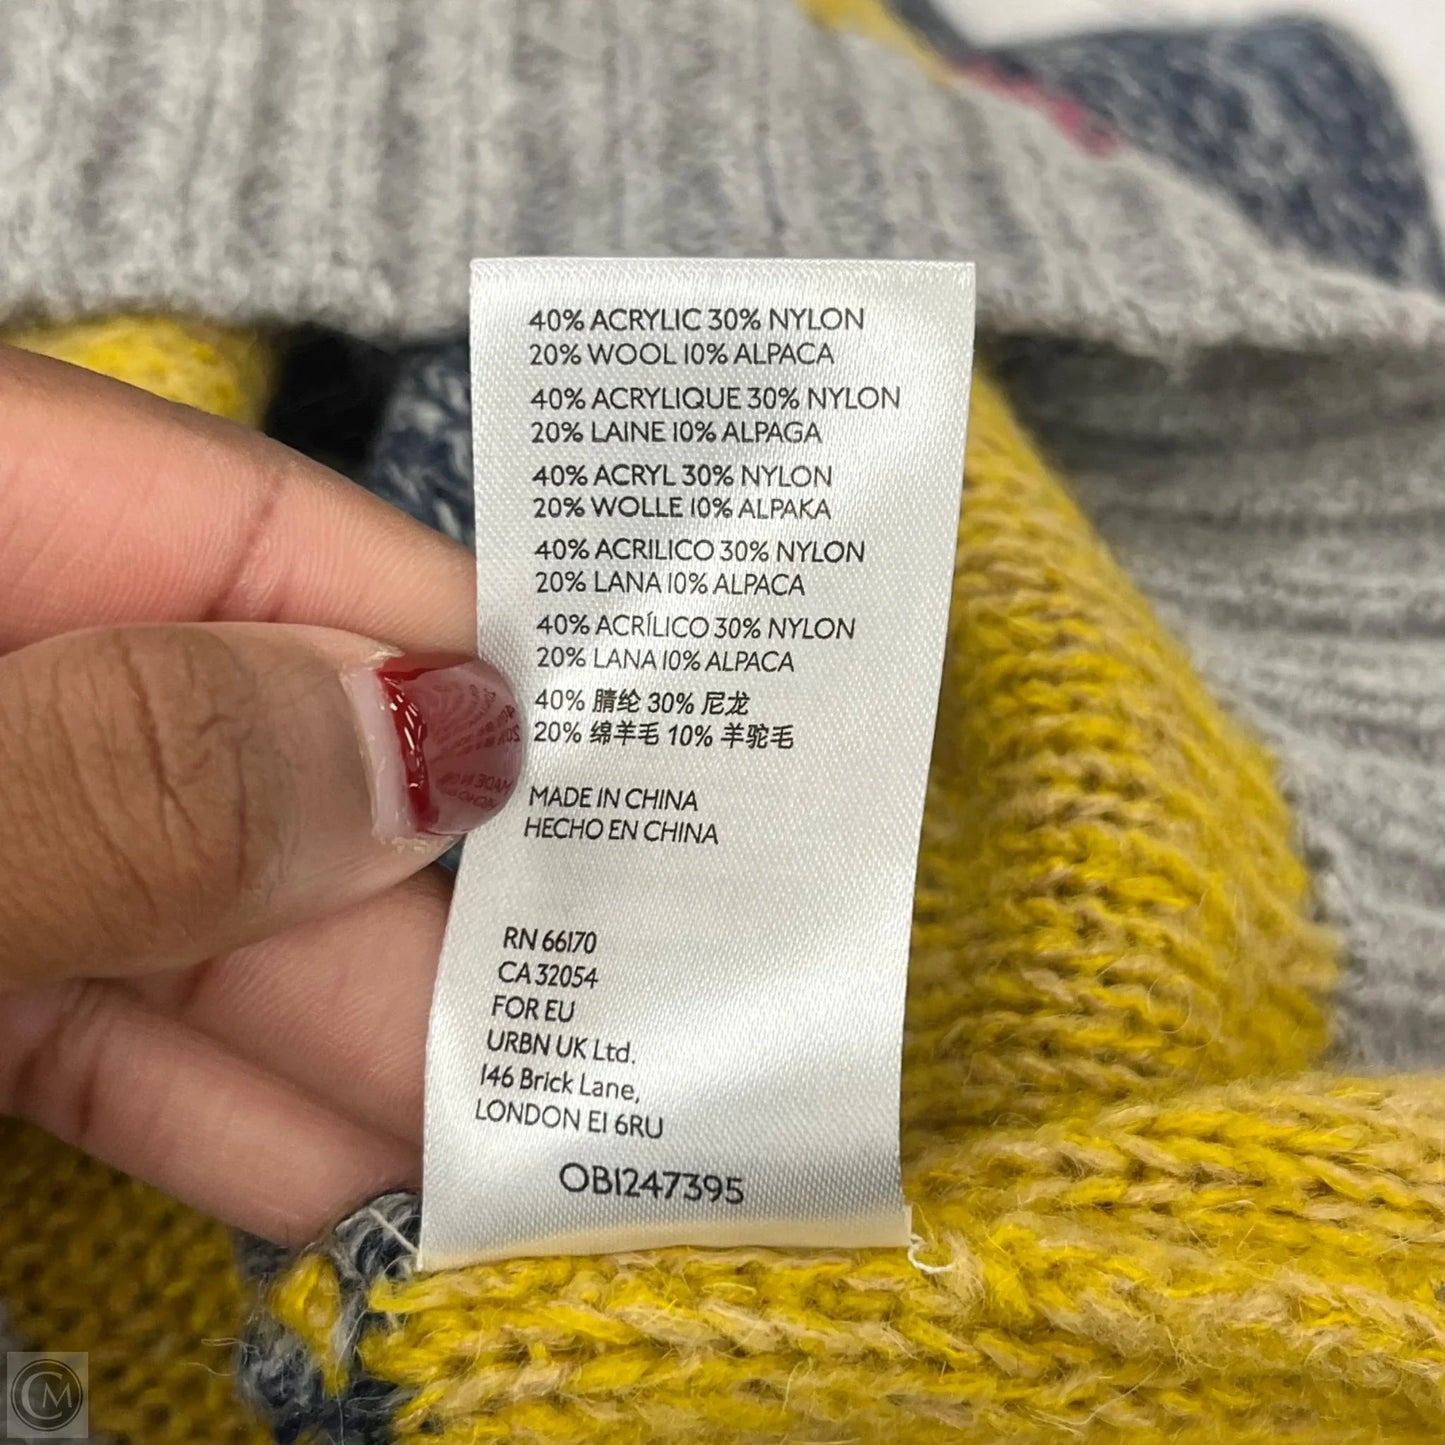 40% ACRYLIC 30% NYLON
20% WOOL 10% ALPACA
40% ACRYLIQUE 30% NYLON
20% LAINE 10% ALPAGA
40% ACRYL 30% NYLON
20% WOLLE 10% ALPAKA
40% ACRILICO 30% NYLON
20% LANA 10% ALPACA
40% ACRÍLICO 30% NYLON
20% LANA 10% ALPACA
40% 腈纶 30% 尼龙
20% 绵羊毛 10% 羊驼毛
MADE IN CHINA
HECHO EN CHINA
RN 66170
CA 32054
FOR EU
URBN UK Ltd.
146 Brick Lane,
LONDON E1 6RU
OB1247395
CM